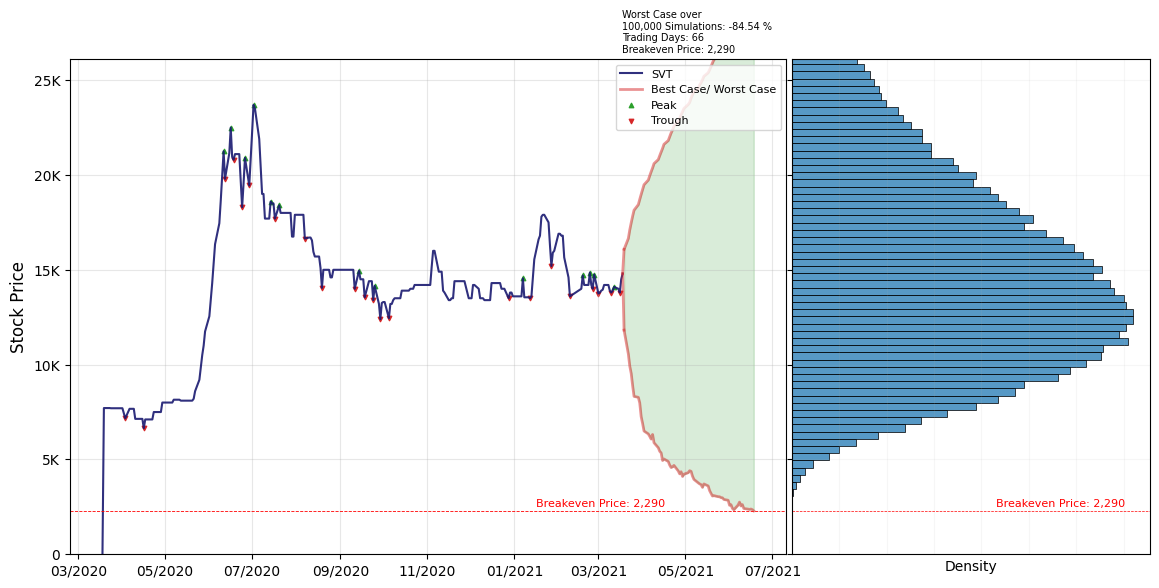 Worst Case over
100,000 Simulations: -84.54 %
Trading Days: 66
Breakeven Price: 2,290
SVT
Best Case/ Worst Case
Peak
Trough
Stock Price
25K
20K
15K
10K
5K
0
Breakeven Price: 2,290
Breakeven Price: 2,290
03/2020
05/2020
07/2020
09/2020
11/2020
01/2021
03/2021
05/2021
07/2021
Density